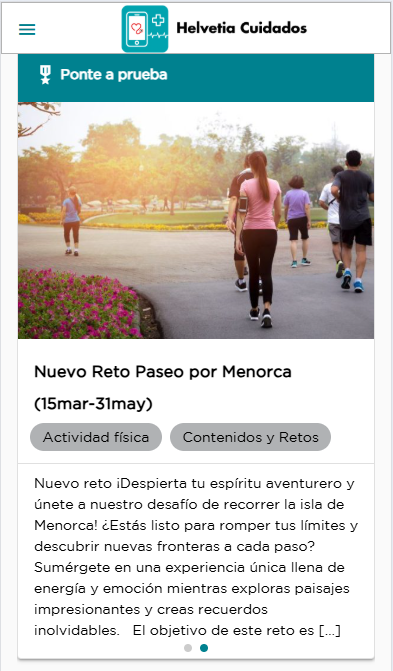 Helvetia Cuidados
Ponte a prueba
Nuevo Reto Paseo por Menorca
(15mar-31may)
Actividad física
Contenidos y Retos
Nuevo reto ¡Despierta tu espíritu aventurero y
únete a nuestro desafío de recorrer la isla de
Menorca! ¿Estás listo para romper tus límites y
descubrir nuevas fronteras a cada paso?
Sumérgete en una experiencia única llena de
energía y emoción mientras exploras paisajes
impresionantes y creas recuerdos
inolvidables.   El objetivo de este reto es [...]